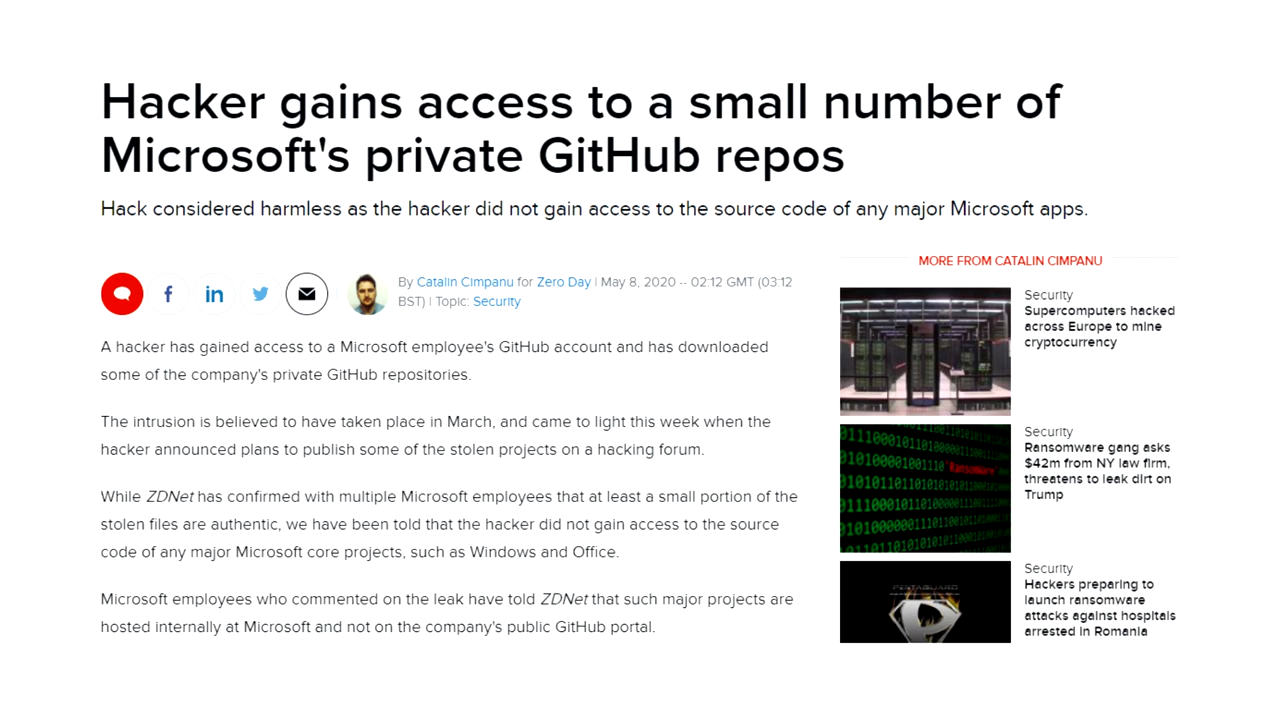 Hacker gains access to a small number of
Microsoft's private GitHub repos
Hack considered harmless as the hacker did not gain access to the source code of any major Microsoft apps.
By Catalin Cimpanu for Zero Day | May 8, 2020 -- 02:12 GMT (03:12
BST) | Topic: Security
A hacker has gained access to a Microsoft employee's GitHub account and has downloaded
some of the company's private GitHub repositories.
The intrusion is believed to have taken place in March, and came to light this week when the
hacker announced plans to publish some of the stolen projects on a hacking forum.
While ZDNet has confirmed with multiple Microsoft employees that at least a small portion of the
stolen files are authentic, we have been told that the hacker did not gain access to the source
code of any major Microsoft core projects, such as Windows and Office.
Microsoft employees who commented on the leak have told ZDNet that such major projects are
hosted internally at Microsoft and not on the company's public GitHub portal.
MORE FROM CATALIN CIMPANU
Security
Supercomputers hacked
across Europe to mine
cryptocurrency
Security
Ransomware gang asks
$42m from NY law firm,
threatens to leak dirt on
Trump
Security
Hackers preparing to
launch ransomware
attacks against hospitals
arrested in Romania
Ransomware
PENTAGUARD